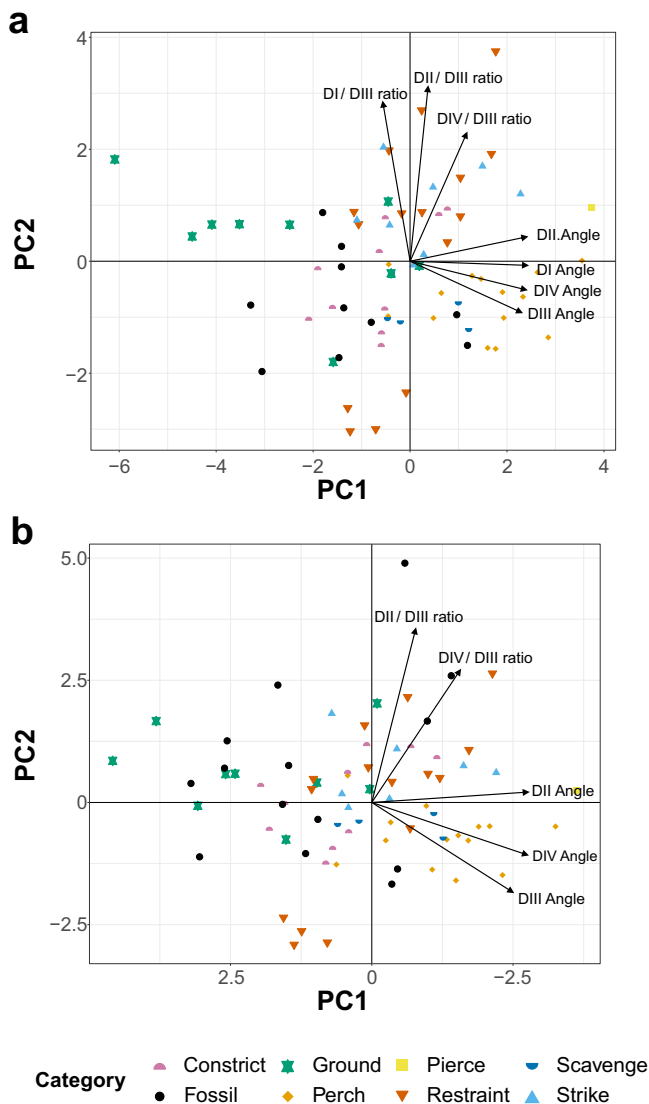 a
4
2
0
−2
PC2
DI / DIII ratio
DII / DIII ratio
DIV / DIII ratio
DII.Angle
DI Angle
DIV Angle
DIII Angle
−6
−4
−2
0
2
4
PC1
b
5.0
2.5
0
−2.5
PC2
DII / DIII ratio
DIV / DIII ratio
DII Angle
DIV Angle
DIII Angle
2.5
0
−2.5
PC1
Category
Constrict
Ground
Pierce
Scavenge
Fossil
Perch
Restraint
Strike